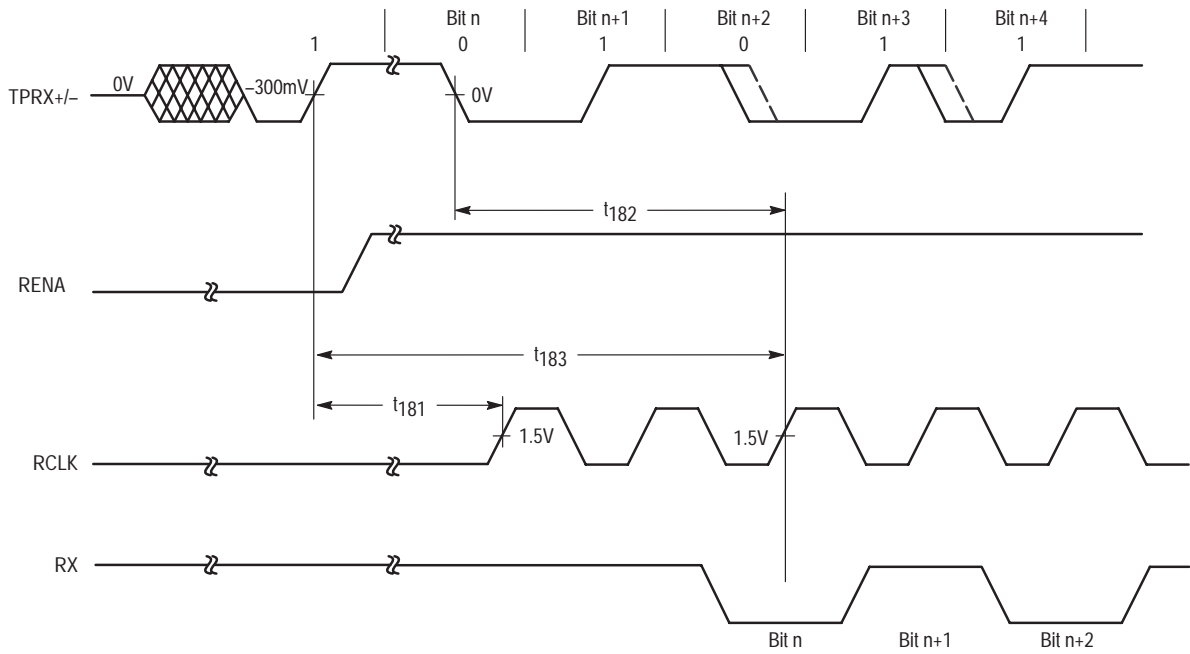 Bit n Bit n+1 Bit n+2 Bit n+3 Bit n+4
1 0 1 0 1 1
TPRX+/– 0V –300mV 0V
t182
RENA
t183
t181
1.5V 1.5V
RCLK
RX
Bit n Bit n+1 Bit n+2